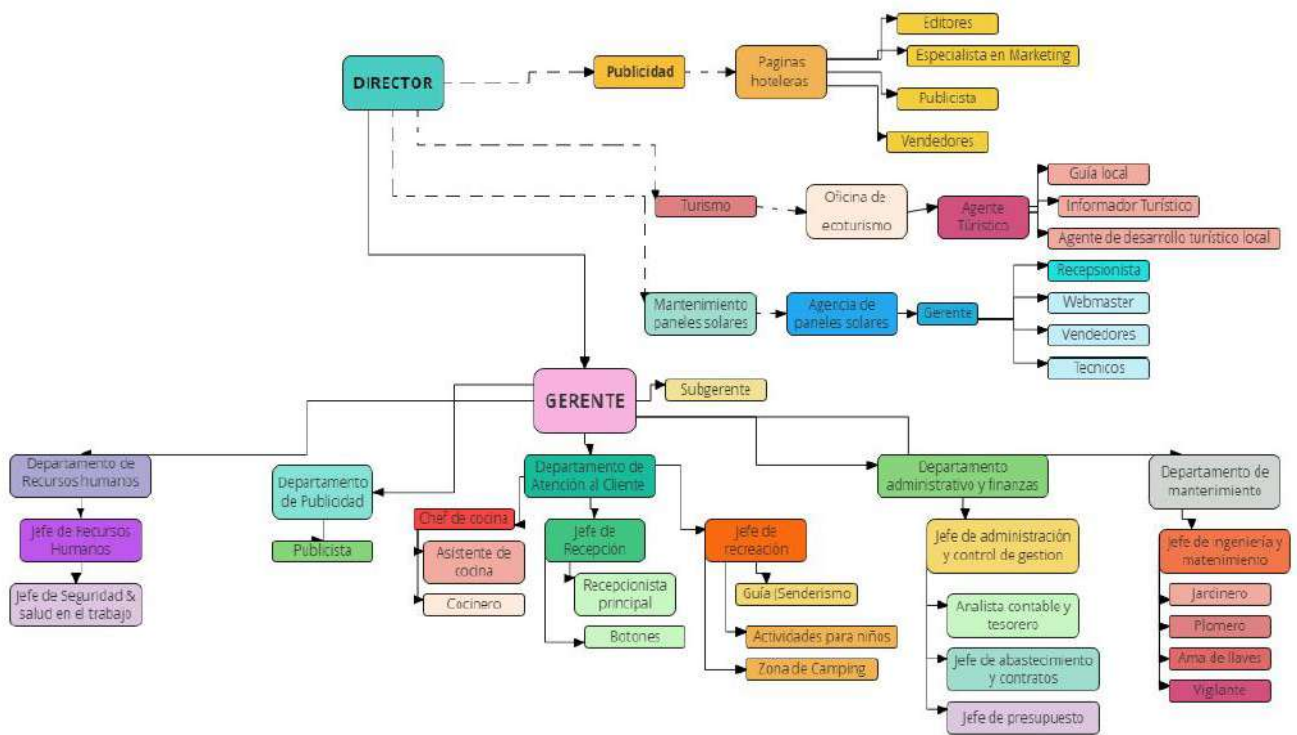 DIRECTOR
Publicidad
Paginas
hoteleras
Editores
Especialista en Marketing
Publicista
Vendedores
Turismo
Oficina de
ecoturismo
Agente
Túristico
Guía local
Informador Turístico
Agente de desarrollo turístico local
Mantenimiento
paneles solares
Agencia de
paneles solares
Gerente
Recepsionista
Webmaster
Vendedores
Tecnicos
GERENTE
Subgerente
Departamento de
Recursos humanos
Jefe de Recursos
Humanos
Jefe de Seguridad &
salud en el trabajo
Departamento
de Publicidad
Publicista
Departamento de
Atención al Cliente
Chef de cocina
Asistente de
cocina
Cocinero
Jefe de
Recepción
Recepcionista
principal
Botones
Jefe de
recreación
Guía (Senderismo
Actividades para niños
Zona de Camping
Departamento
administrativo y finanzas
Jefe de administración
y control de gestion
Analista contable y
tesorero
Jefe de abastecimiento
y contratos
Jefe de presupuesto
Departamento de
mantenimiento
Jefe de ingeniería y
matenimiento
Jardinero
Plomero
Ama de llaves
Vigilante